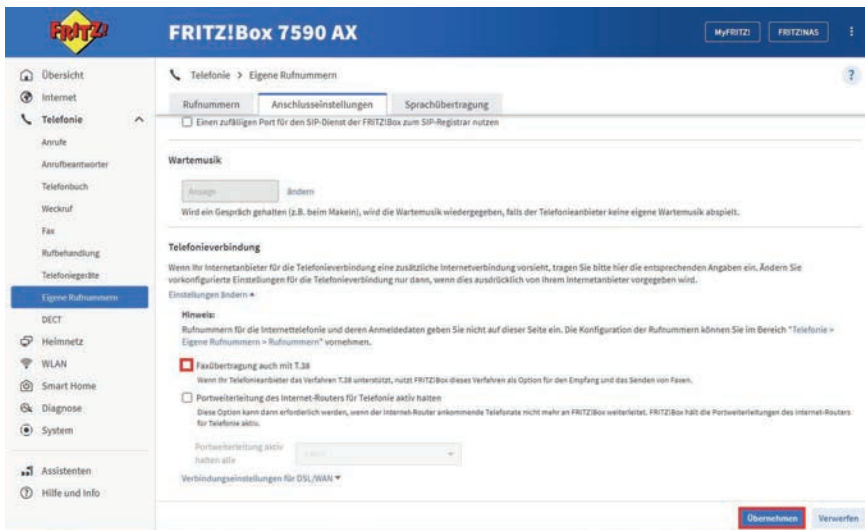 FRITZ!
FRITZ!Box 7590 AX
MyFRITZ!
FRITZ!NAS
Übersicht
Internet
Telefonie
Anrufe
Anrufbeantworter
Telefonbuch
Weckruf
Fax
Rufbehandlung
Telefoniegeräte
Eigene Rufnummern
DECT
Heimnetz
WLAN
Smart Home
Diagnose
System
Assistenten
Hilfe und Info
Telefonie > Eigene Rufnummern
?
Rufnummern
Anschlusseinstellungen
Sprachübertragung
Einen zufälligen Port für den SIP-Dienst der FRITZ!Box zum SIP-Registrar nutzen
Wartemusik
Ansage
ändern
Wird ein Gespräch gehalten (z.B. beim Makeln), wird die Wartemusik wiedergegeben, falls der Telefonieanbieter keine eigene Wartemusik abspielt.
Telefonieverbindung
Wenn Ihr Internetanbieter für die Telefonieverbindung eine zusätzliche Internetverbindung vorsieht, tragen Sie bitte hier die entsprechenden Angaben ein. Ändern Sie
vorkonfigurierte Einstellungen für die Telefonieverbindung nur dann, wenn dies ausdrücklich von Ihrem Internetanbieter vorgegeben wird.
Einstellungen ändern
Hinweis:
Rufnummern für die Internettelefonie und deren Anmeldedaten geben Sie nicht auf dieser Seite ein. Die Konfiguration der Rufnummern können Sie im Bereich "Telefonie >
Eigene Rufnummern > Rufnummern" vornehmen.
Faxübertragung auch mit T.38
Wenn Ihr Telefonieanbieter das Verfahren T.38 unterstützt, nutzt FRITZ!Box dieses Verfahren als Option für den Empfang und das Senden von Faxen.
Portweiterleitung des Internet-Routers für Telefonie aktiv halten
Diese Option kann dann erforderlich werden, wenn der Internet-Router ankommende Telefonate nicht mehr an FRITZ!Box weiterleitet. FRITZ!Box hält die Portweiterleitungen des Internet-Routers
für Telefonie aktiv.
Portweiterleitung aktiv
halten alle
Verbindungseinstellungen für DSL/WAN
Übernehmen
Verwerfen